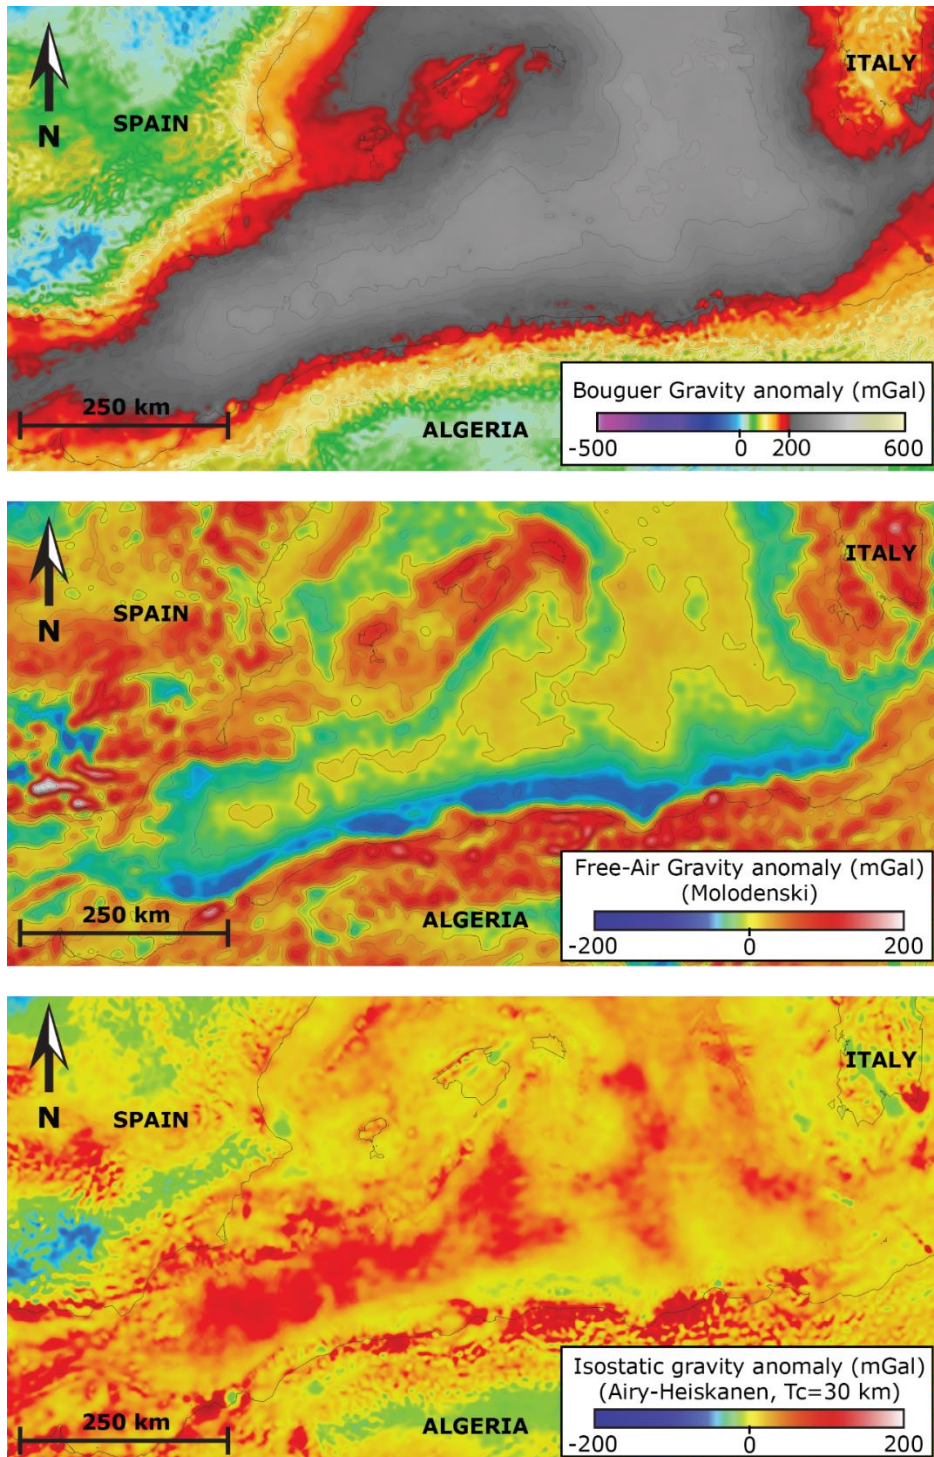 ITALY
SPAIN
N
250 km
ALGERIA
Bouguer Gravity anomaly (mGal)
-500 0 200 600
ITALY
SPAIN
N
250 km
ALGERIA
Free-Air Gravity anomaly (mGal)
(Molodenski)
-200 0 200
ITALY
SPAIN
N
250 km
ALGERIA
Isostatic gravity anomaly (mGal)
(Airy-Heiskanen, Tc=30 km)
-200 0 200